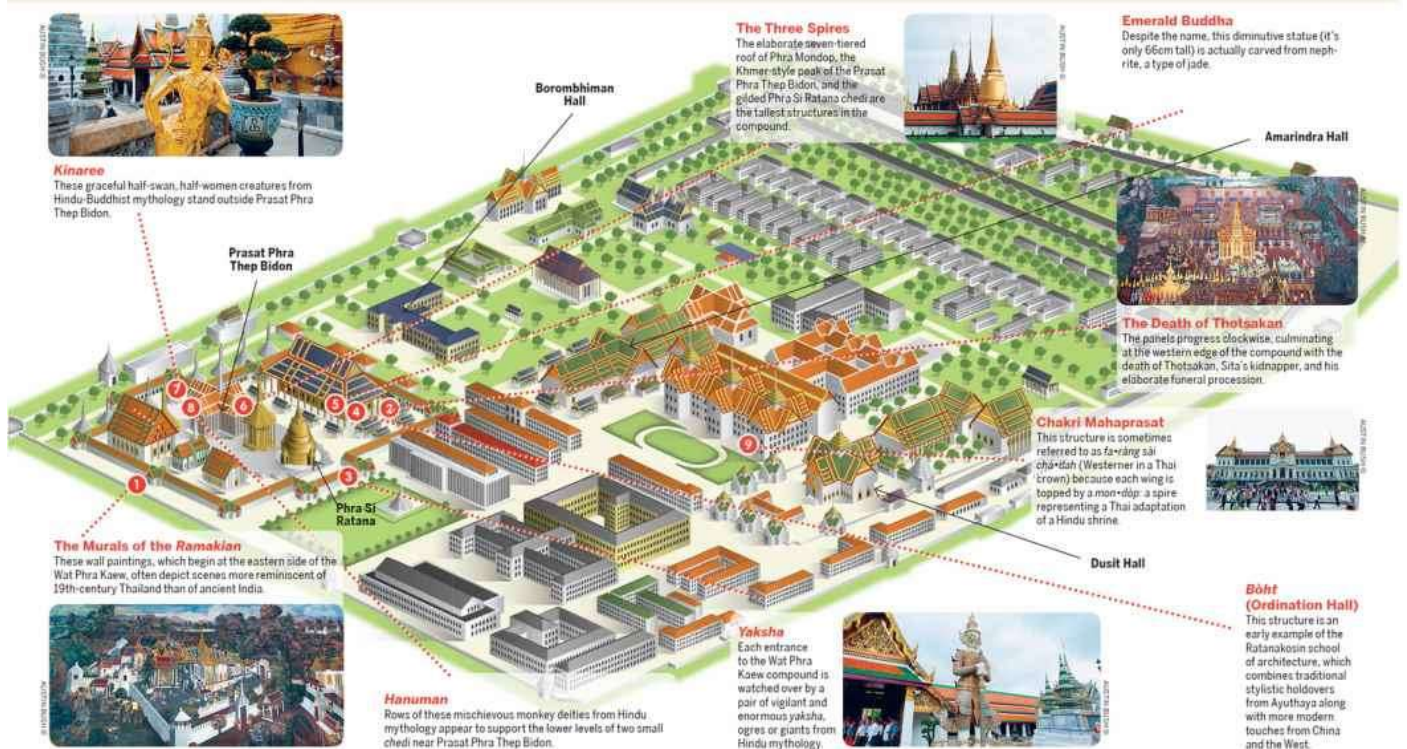 Kinaree
These graceful half-swan, half-women creatures from
Hindu-Buddhist mythology stand outside Prasat Phra
Thep Bidon.
Borombhiman
Hall
The Three Spires
The elaborate seven-tiered
roof of Phra Mondop, the
Khmer-style peak of the Prasat
Phra Thep Bidon, and the
gilded Phra Si Ratana chedi are
the tallest structures in the
compound.
Emerald Buddha
Despite the name, this diminutive statue (it's
only 66cm tall) is actually carved from neph-
rite, a type of jade.
Amarindra Hall
Prasat Phra
Thep Bidon
The Death of Thotsakan
The panels progress clockwise, culminating
at the western edge of the compound with the
death of Thotsakan, Sita's kidnapper, and his
elaborate funeral procession.
7
8
6
5
4
2
9
3
1
Phra Si
Ratana
Chakri Mahaprasat
This structure is sometimes
referred to as fa•ràng sài
chá•dah (Westerner in a Thai
crown) because each wing is
topped by a mon•dòp: a spire
representing a Thai adaptation
of a Hindu shrine.
Dusit Hall
The Murals of the Ramakian
These wall paintings, which begin at the eastern side of the
Wat Phra Kaew, often depict scenes more reminiscent of
19th-century Thailand than of ancient India.
Hanuman
Rows of these mischievous monkey deities from Hindu
mythology appear to support the lower levels of two small
chedi near Prasat Phra Thep Bidon.
Yaksha
Each entrance
to the Wat Phra
Kaew compound is
watched over by a
pair of vigilant and
enormous yaksha,
ogres or giants from
Hindu mythology.
Bòht
(Ordination Hall)
This structure is an
early example of the
Ratanakosin school
of architecture, which
combines traditional
stylistic holdovers
from Ayuthaya along
with more modern
touches from China
and the West.
AUSTIN BUSH ©
AUSTIN BUSH ©
AUSTIN BUSH ©
AUSTIN BUSH ©
AUSTIN BUSH ©
AUSTIN BUSH ©